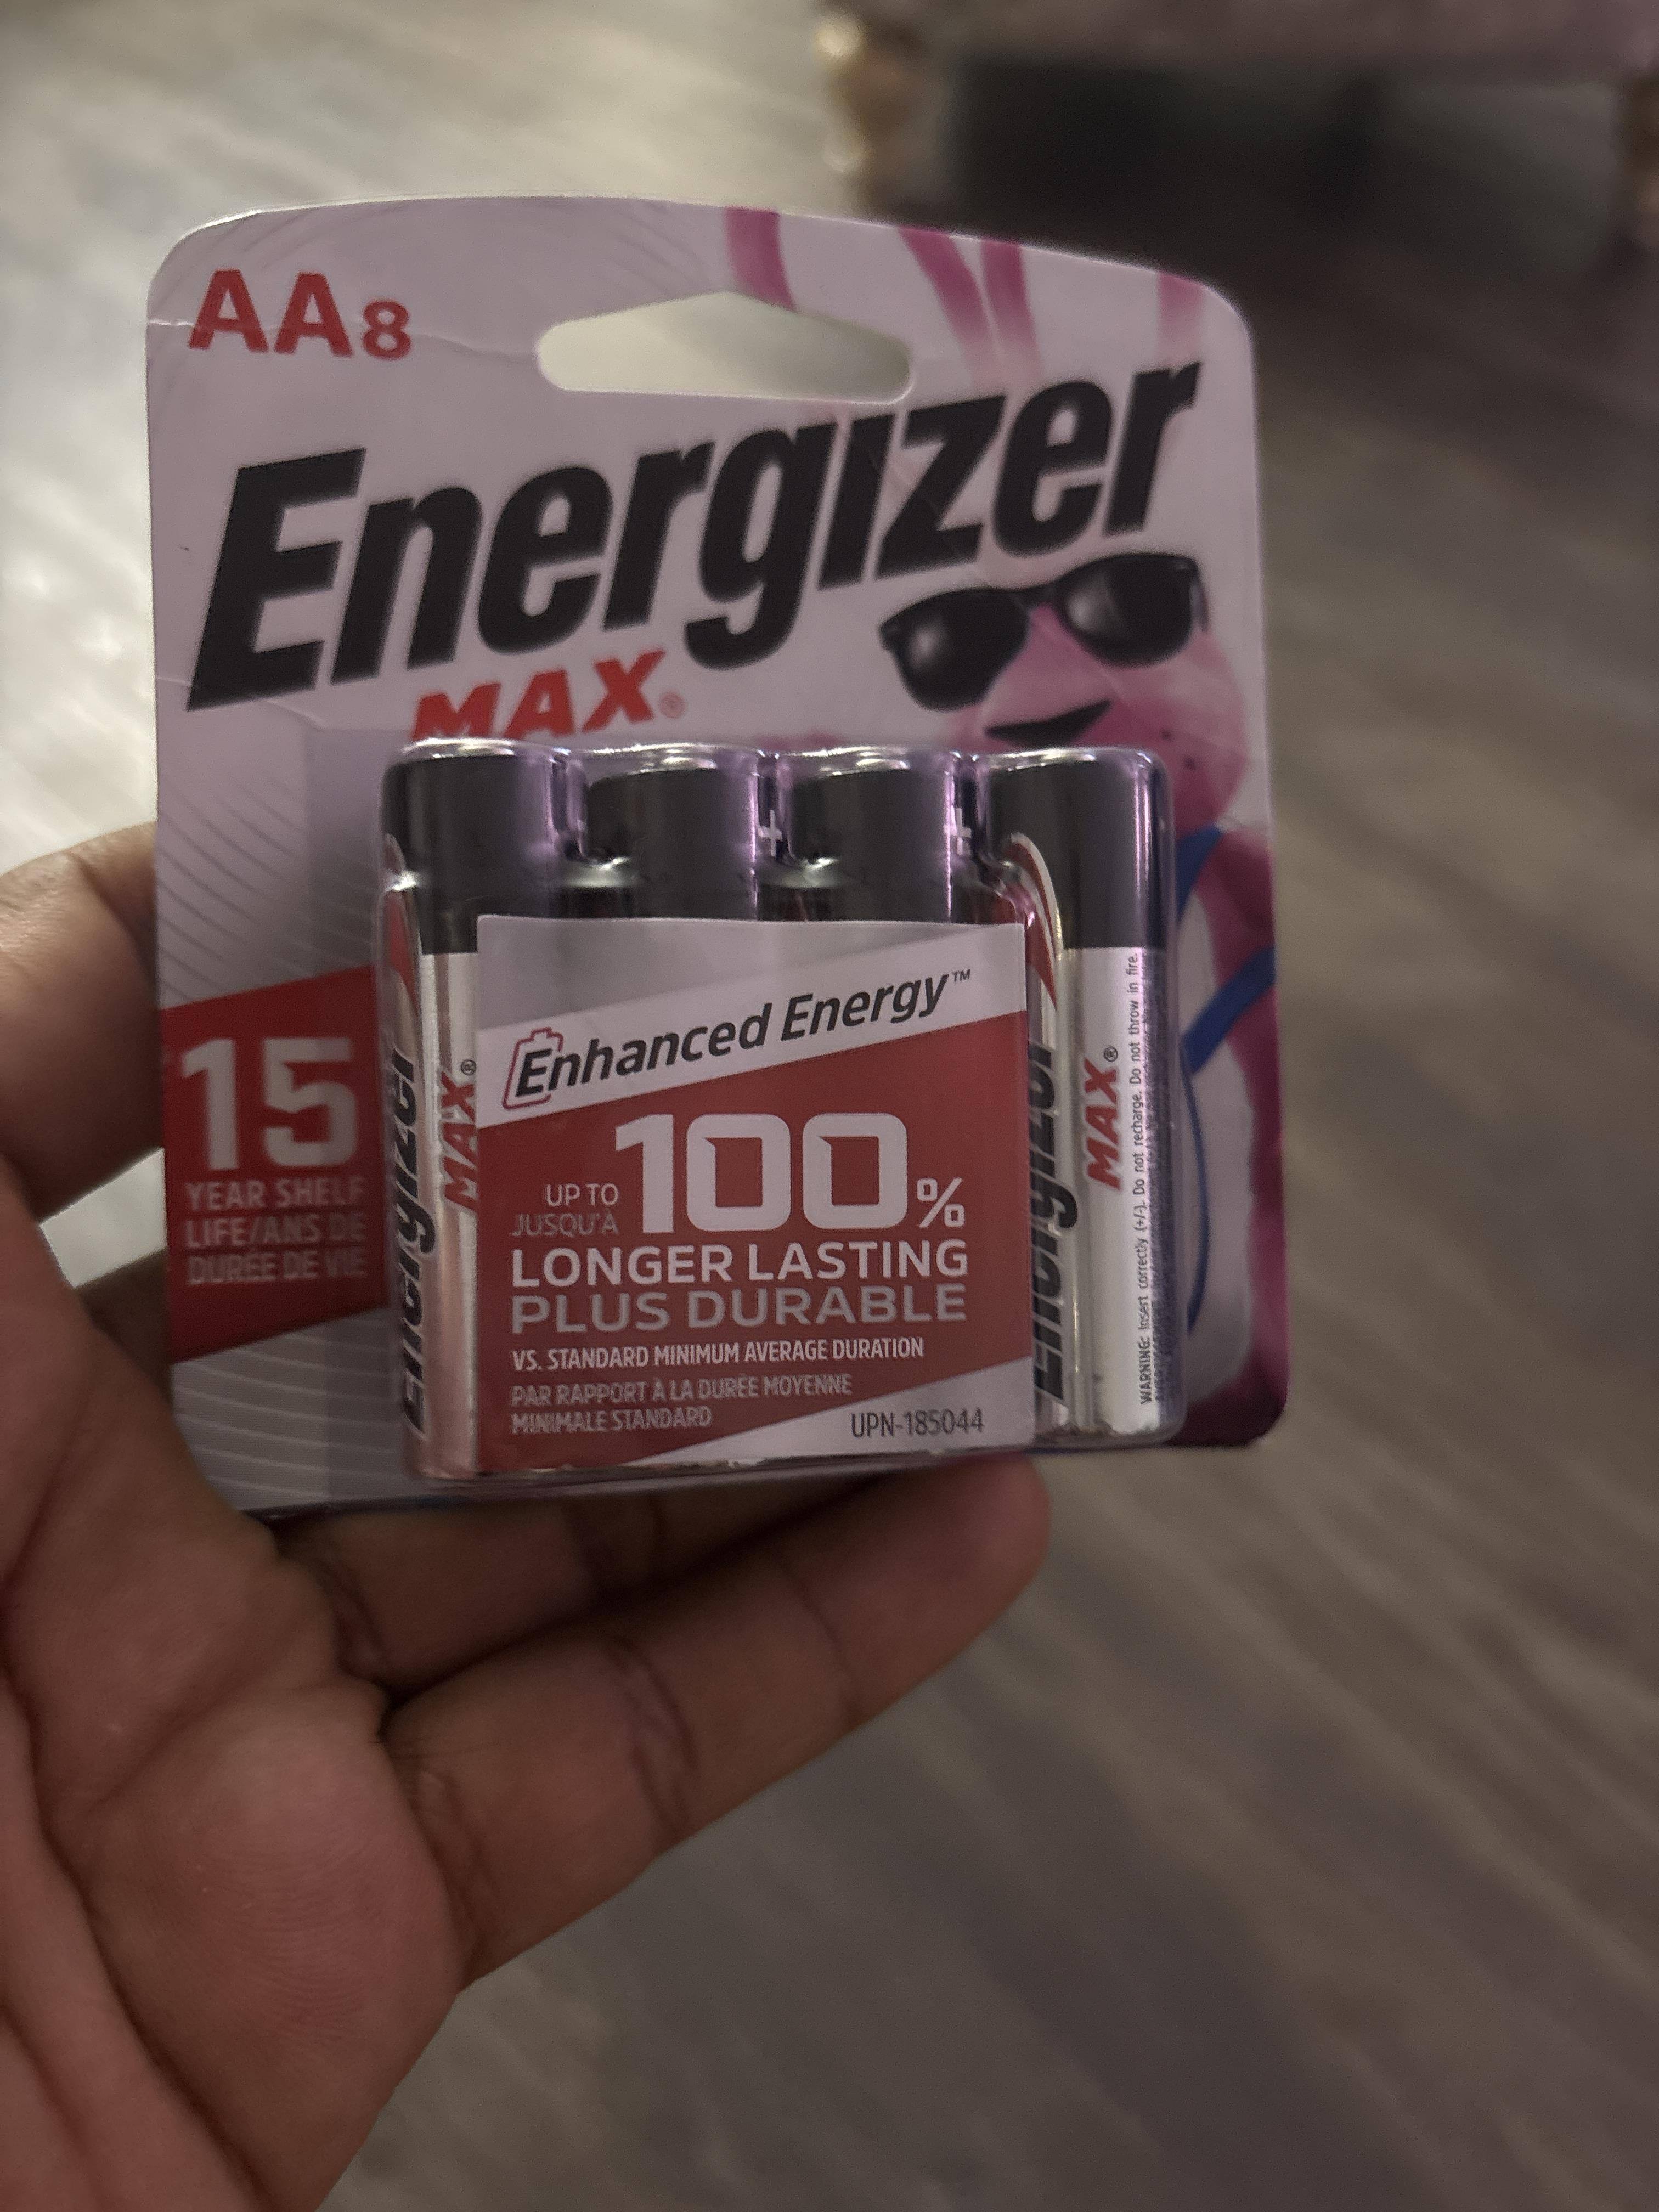 AA8
Energizer
MAX®
15
YEAR SHELF
LIFE/ANS DE
DURÉE DE VIE
Energizer
MAX®
Enhanced Energy™
UP TO
JUSQU'À
100%
LONGER LASTING
PLUS DURABLE
VS. STANDARD MINIMUM AVERAGE DURATION
PAR RAPPORT À LA DURÉE MOYENNE
MINIMALE STANDARD
UPN-185044
+
+
Energizer
MAX®
WARNING: Insert correctly (+/-). Do not recharge. Do not throw in fire.